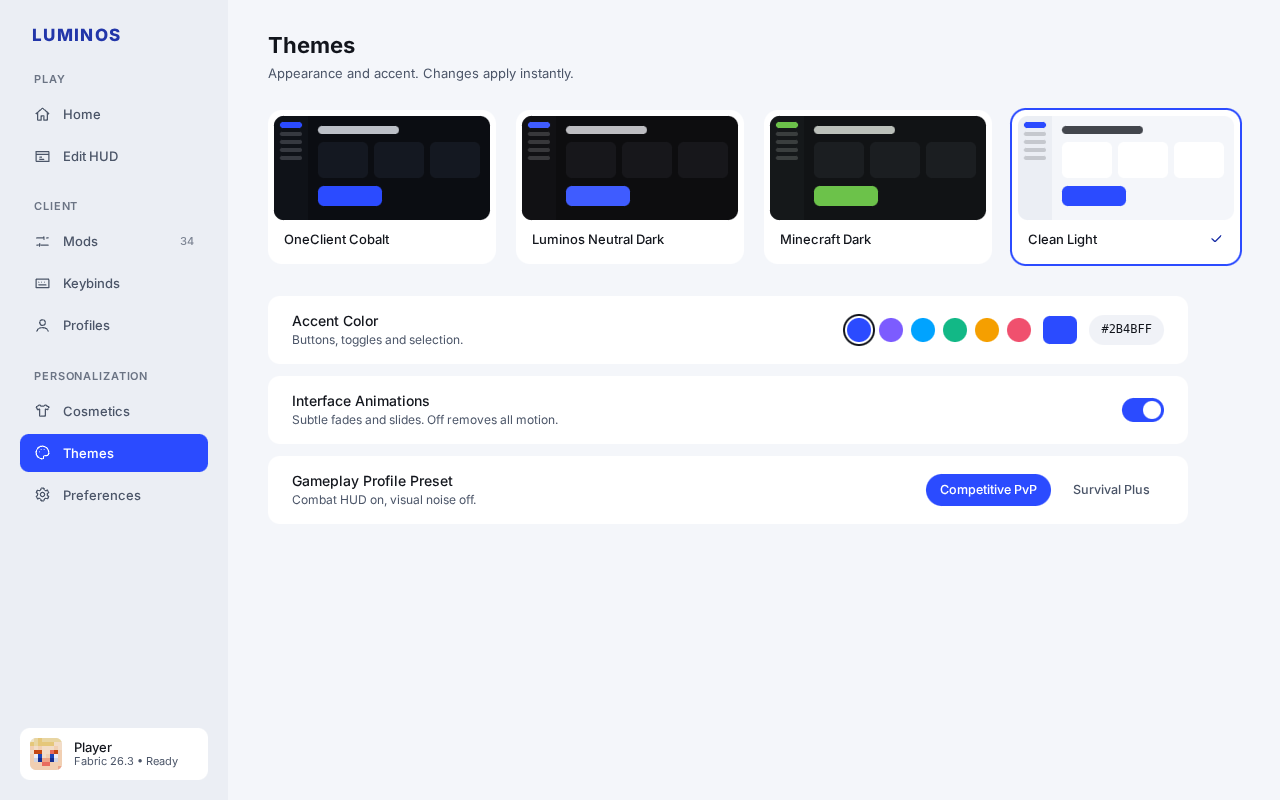 LUMINOS
PLAY
Home
Edit HUD
CLIENT
Mods 34
Keybinds
Profiles
PERSONALIZATION
Cosmetics
Themes
Preferences
Player
Fabric 26.3 • Ready
Themes
Appearance and accent. Changes apply instantly.
OneClient Cobalt
Luminos Neutral Dark
Minecraft Dark
Clean Light
Accent Color
Buttons, toggles and selection.
#2B4BFF
Interface Animations
Subtle fades and slides. Off removes all motion.
Gameplay Profile Preset
Combat HUD on, visual noise off.
Competitive PvP
Survival Plus